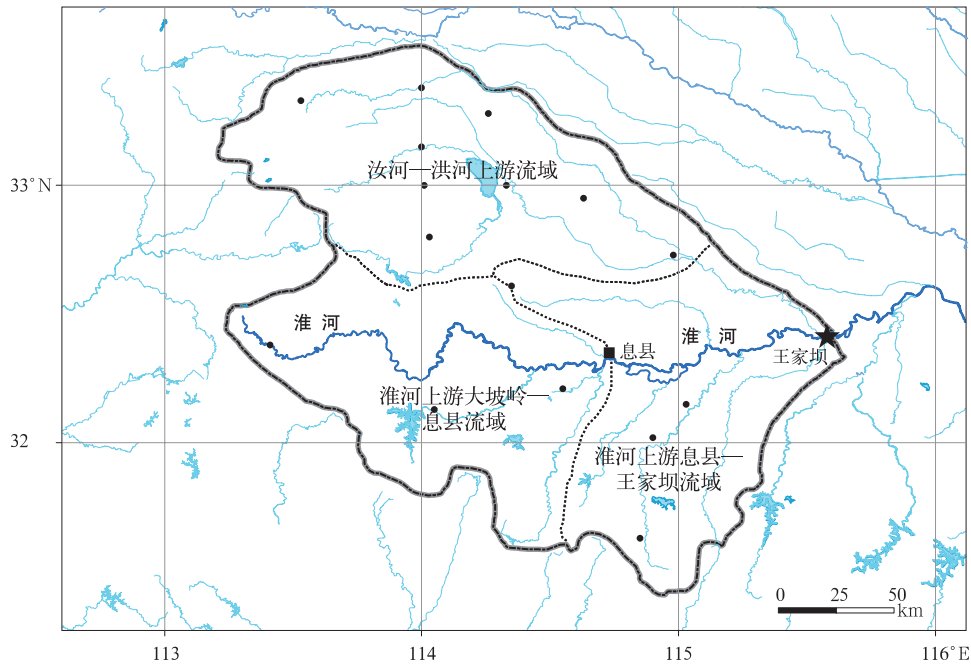 汝河—洪河上游流域
33°N
淮 河
淮 河
息县
王家坝
淮河上游大坡岭—
息县流域
32
淮河上游息县—
王家坝流域
0 25 50
km
113 114 115 116°E